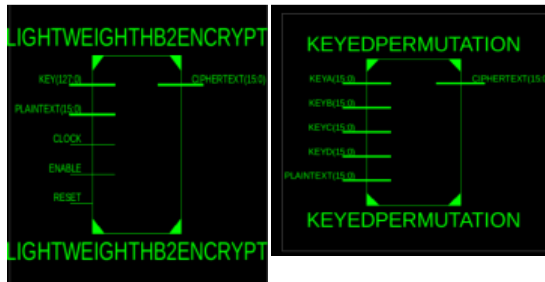 LIGHTWEIGHTHB2ENCRYPT
KEY(127:0)
CIPHERTEXT(15:0)
PLAINTEXT(15:0)
CLOCK
ENABLE
RESET
LIGHTWEIGHTHB2ENCRYPT
KEYEDPERMUTATION
KEYA(15:0)
CIPHERTEXT(15:0)
KEYB(15:0)
KEYC(15:0)
KEYD(15:0)
PLAINTEXT(15:0)
KEYEDPERMUTATION